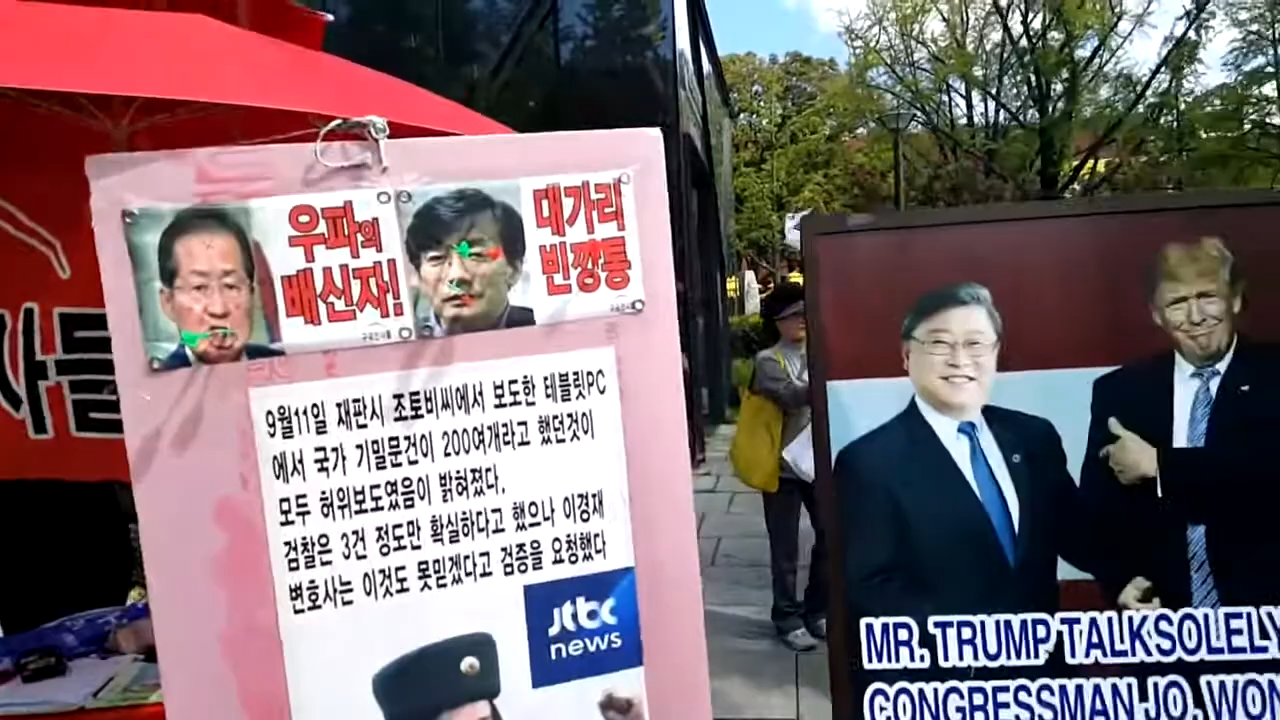 우파의
배신자!
대가리
빈깡통
9월11일 재판시 조토비씨에서 보도한 테블릿PC
에서 국가 기밀문건이 200여개라고 했던것이
모두 허위보도였음이 밝혀졌다.
검찰은 3건 정도만 확실하다고 했으나 이경재
변호사는 이것도 못믿겠다고 검증을 요청했다
jtbc
news
MR. TRUMP TALK SOLELY
CONGRESSMAN JO, WON